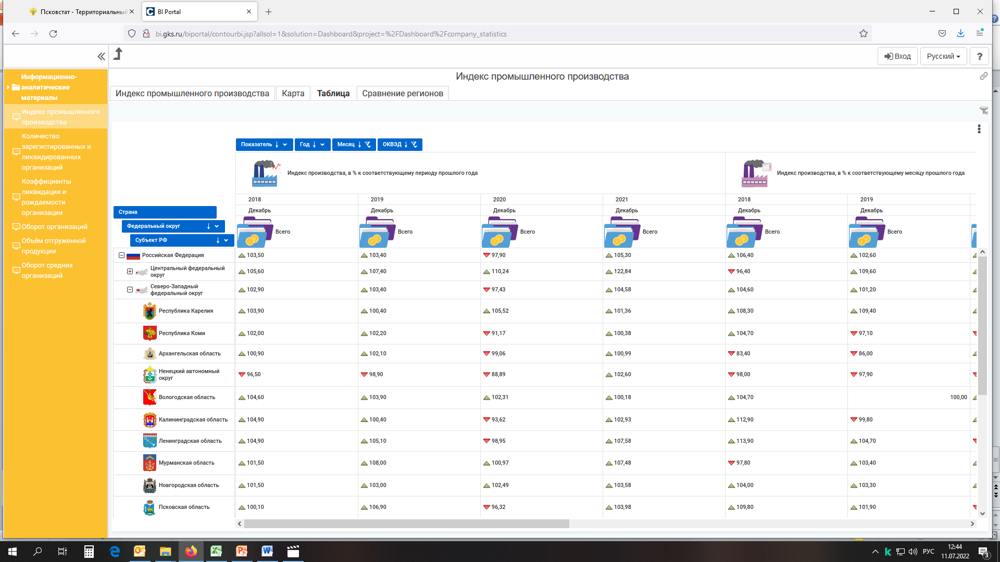 Псковстат - Территориальный
BI Portal
bi.gks.ru/biportal/contourbi.jsp?allsol=1&solution=Dashboard&project=%2FDashboard%2Fcompany_statistics
Вход
Русский
?
Информационно-
аналитические
материалы
Индекс промышленного
производства
Количество
зарегистированных и
ликвидированных
организаций
Коэффициенты
ликвидации и
рождаемости
организации
Оборот организаций
Объём отгруженной
продукции
Оборот средних
организаций
Индекс промышленного производства
Индекс промышленного производства Карта Таблица Сравнение регионов
Показатель Год Месяц ОКВЭД
Индекс производства, в % к соответствующему периоду прошлого года Индекс производства, в % к соответствующему месяцу прошлого года
2018 2019 2020 2021 2018 2019
Декабрь Декабрь Декабрь Декабрь Декабрь Декабрь
Страна
Федеральный округ
Субъект РФ
Всего Всего Всего Всего Всего Всего
Российская Федерация 103,50 103,40 97,90 105,30 106,40 102,60
Центральный федеральный
округ 105,60 107,40 110,24 122,84 96,40 109,60
Северо-Западный
федеральный округ 102,90 103,40 97,43 104,58 104,60 101,20
Республика Карелия 103,90 100,40 105,52 101,36 108,30 109,40
Республика Коми 102,00 102,20 91,17 100,38 104,70 97,10
Архангельская область 100,90 102,10 99,06 100,99 83,40 86,00
Ненецкий автономный
округ 96,50 98,90 88,89 102,60 98,00 97,90
Вологодская область 104,60 103,90 102,31 100,18 104,70 100,00
Калининградская область 104,90 100,40 93,62 102,93 112,90 99,80
Ленинградская область 104,90 105,10 98,95 107,58 113,90 104,70
Мурманская область 101,50 108,00 100,97 107,48 97,80 103,40
Новгородская область 101,50 103,00 102,49 103,58 104,00 103,30
Псковская область 100,10 106,90 96,32 103,98 109,80 101,90
РУС
12:44
11.07.2022
3